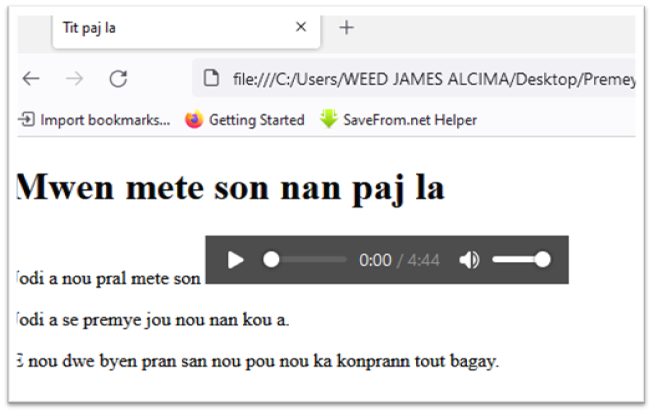 Tit paj la
file:///C:/Users/WEED JAMES ALCIMA/Desktop/Premey
Import bookmarks... Getting Started SaveFrom.net Helper
Mwen mete son nan paj la
Jodi a nou pral mete son 0:00 / 4:44
Jodi a se premye jou nou nan kou a.
E nou dwe byen pran san nou pou nou ka konprann tout bagay.